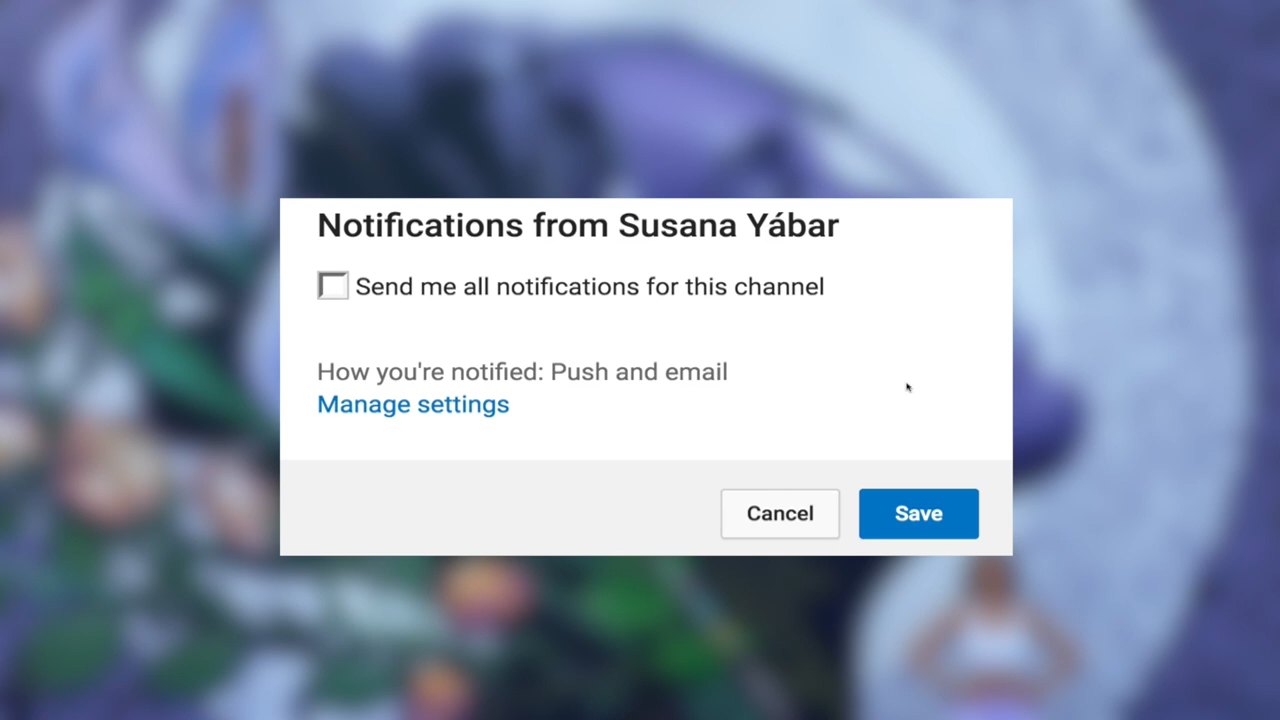 Notifications from Susana Yábar
Send me all notifications for this channel
How you're notified: Push and email
Manage settings
Cancel Save